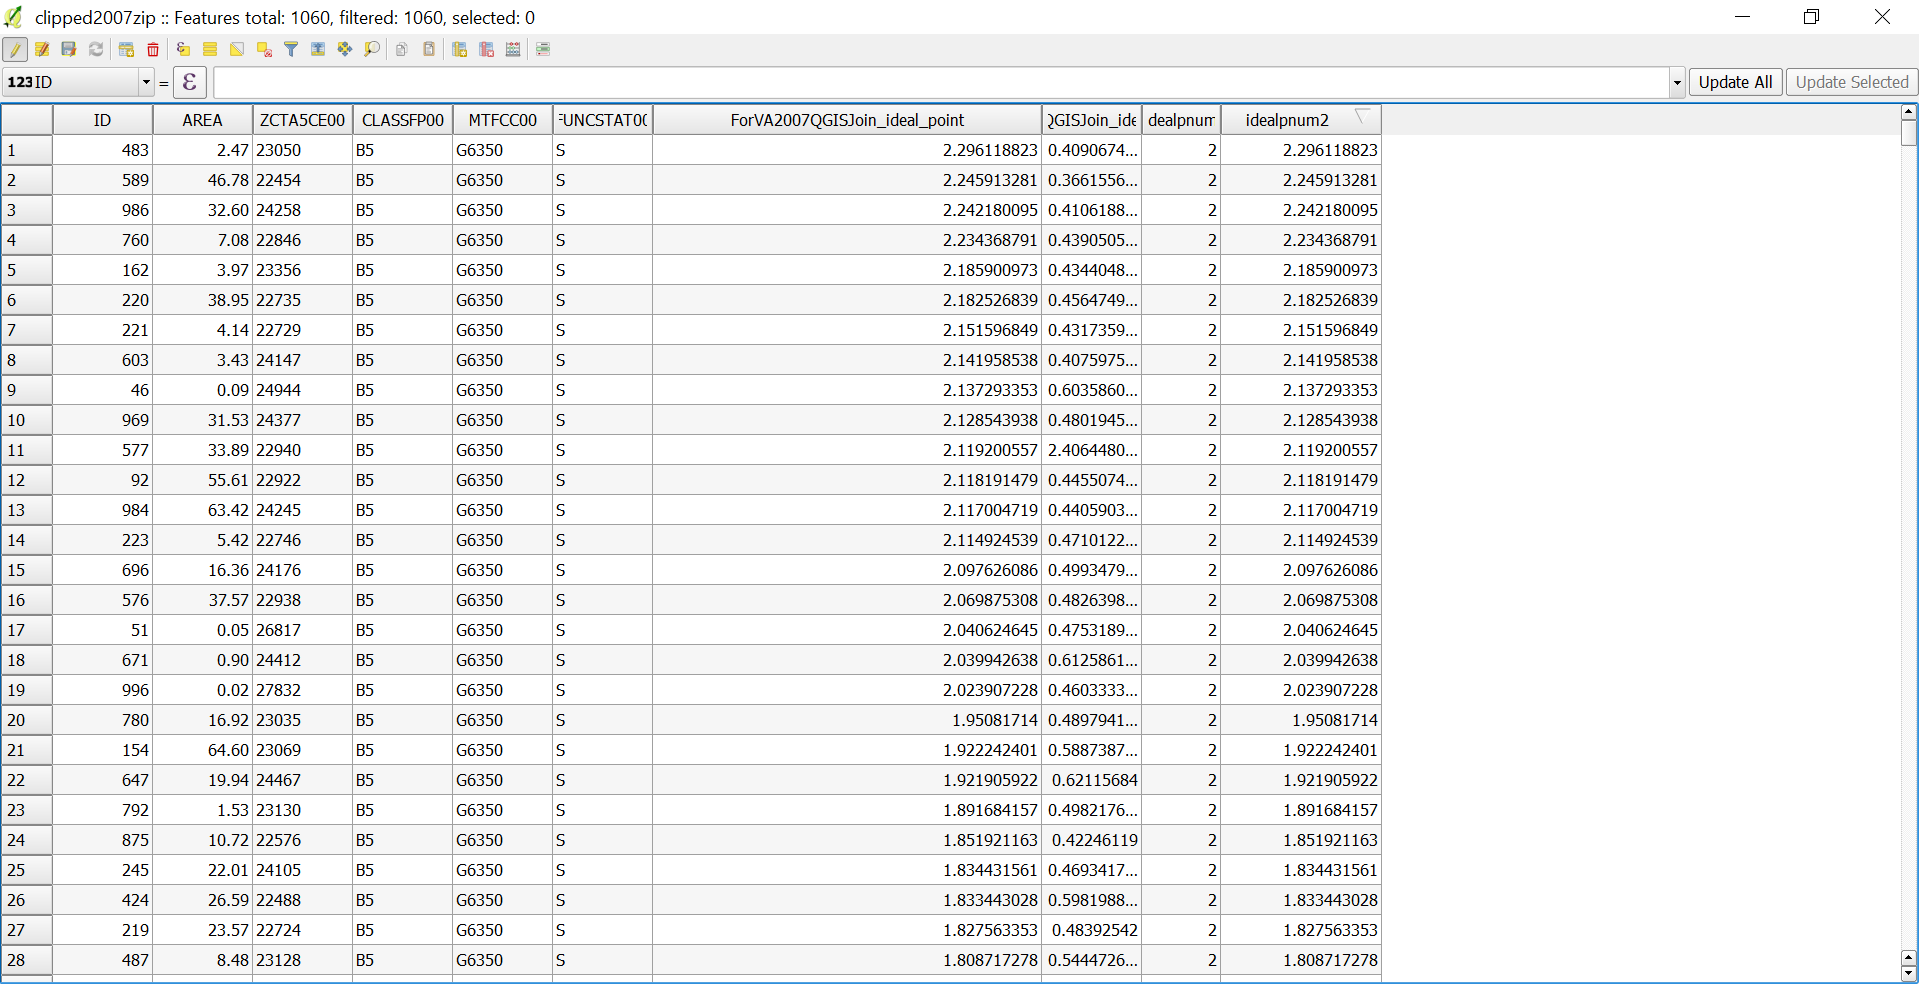 clipped2007zip :: Features total: 1060, filtered: 1060, selected: 0
123 ID = ε Update All Update Selected
ID AREA ZCTA5CE00 CLASSFP00 MTFCC00 FUNCSTAT00 ForVA2007QGISJoin_ideal_point QGISJoin_ide dealpnum idealpnum2
1 483 2.47 23050 B5 G6350 S 2.296118823 0.4090674... 2 2.296118823
2 589 46.78 22454 B5 G6350 S 2.245913281 0.3661556... 2 2.245913281
3 986 32.60 24258 B5 G6350 S 2.242180095 0.4106188... 2 2.242180095
4 760 7.08 22846 B5 G6350 S 2.234368791 0.4390505... 2 2.234368791
5 162 3.97 23356 B5 G6350 S 2.185900973 0.4344048... 2 2.185900973
6 220 38.95 22735 B5 G6350 S 2.182526839 0.4564749... 2 2.182526839
7 221 4.14 22729 B5 G6350 S 2.151596849 0.4317359... 2 2.151596849
8 603 3.43 24147 B5 G6350 S 2.141958538 0.4075975... 2 2.141958538
9 46 0.09 24944 B5 G6350 S 2.137293353 0.6035860... 2 2.137293353
10 969 31.53 24377 B5 G6350 S 2.128543938 0.4801945... 2 2.128543938
11 577 33.89 22940 B5 G6350 S 2.119200557 2.4064480... 2 2.119200557
12 92 55.61 22922 B5 G6350 S 2.118191479 0.4455074... 2 2.118191479
13 984 63.42 24245 B5 G6350 S 2.117004719 0.4405903... 2 2.117004719
14 223 5.42 22746 B5 G6350 S 2.114924539 0.4710122... 2 2.114924539
15 696 16.36 24176 B5 G6350 S 2.097626086 0.4993479... 2 2.097626086
16 576 37.57 22938 B5 G6350 S 2.069875308 0.4826398... 2 2.069875308
17 51 0.05 26817 B5 G6350 S 2.040624645 0.4753189... 2 2.040624645
18 671 0.90 24412 B5 G6350 S 2.039942638 0.6125861... 2 2.039942638
19 996 0.02 27832 B5 G6350 S 2.023907228 0.4603333... 2 2.023907228
20 780 16.92 23035 B5 G6350 S 1.95081714 0.4897941... 2 1.95081714
21 154 64.60 23069 B5 G6350 S 1.922242401 0.5887387... 2 1.922242401
22 647 19.94 24467 B5 G6350 S 1.921905922 0.62115684 2 1.921905922
23 792 1.53 23130 B5 G6350 S 1.891684157 0.4982176... 2 1.891684157
24 875 10.72 22576 B5 G6350 S 1.851921163 0.42246119 2 1.851921163
25 245 22.01 24105 B5 G6350 S 1.834431561 0.4693417... 2 1.834431561
26 424 26.59 22488 B5 G6350 S 1.833443028 0.5981988... 2 1.833443028
27 219 23.57 22724 B5 G6350 S 1.827563353 0.48392542 2 1.827563353
28 487 8.48 23128 B5 G6350 S 1.808717278 0.5444726... 2 1.808717278